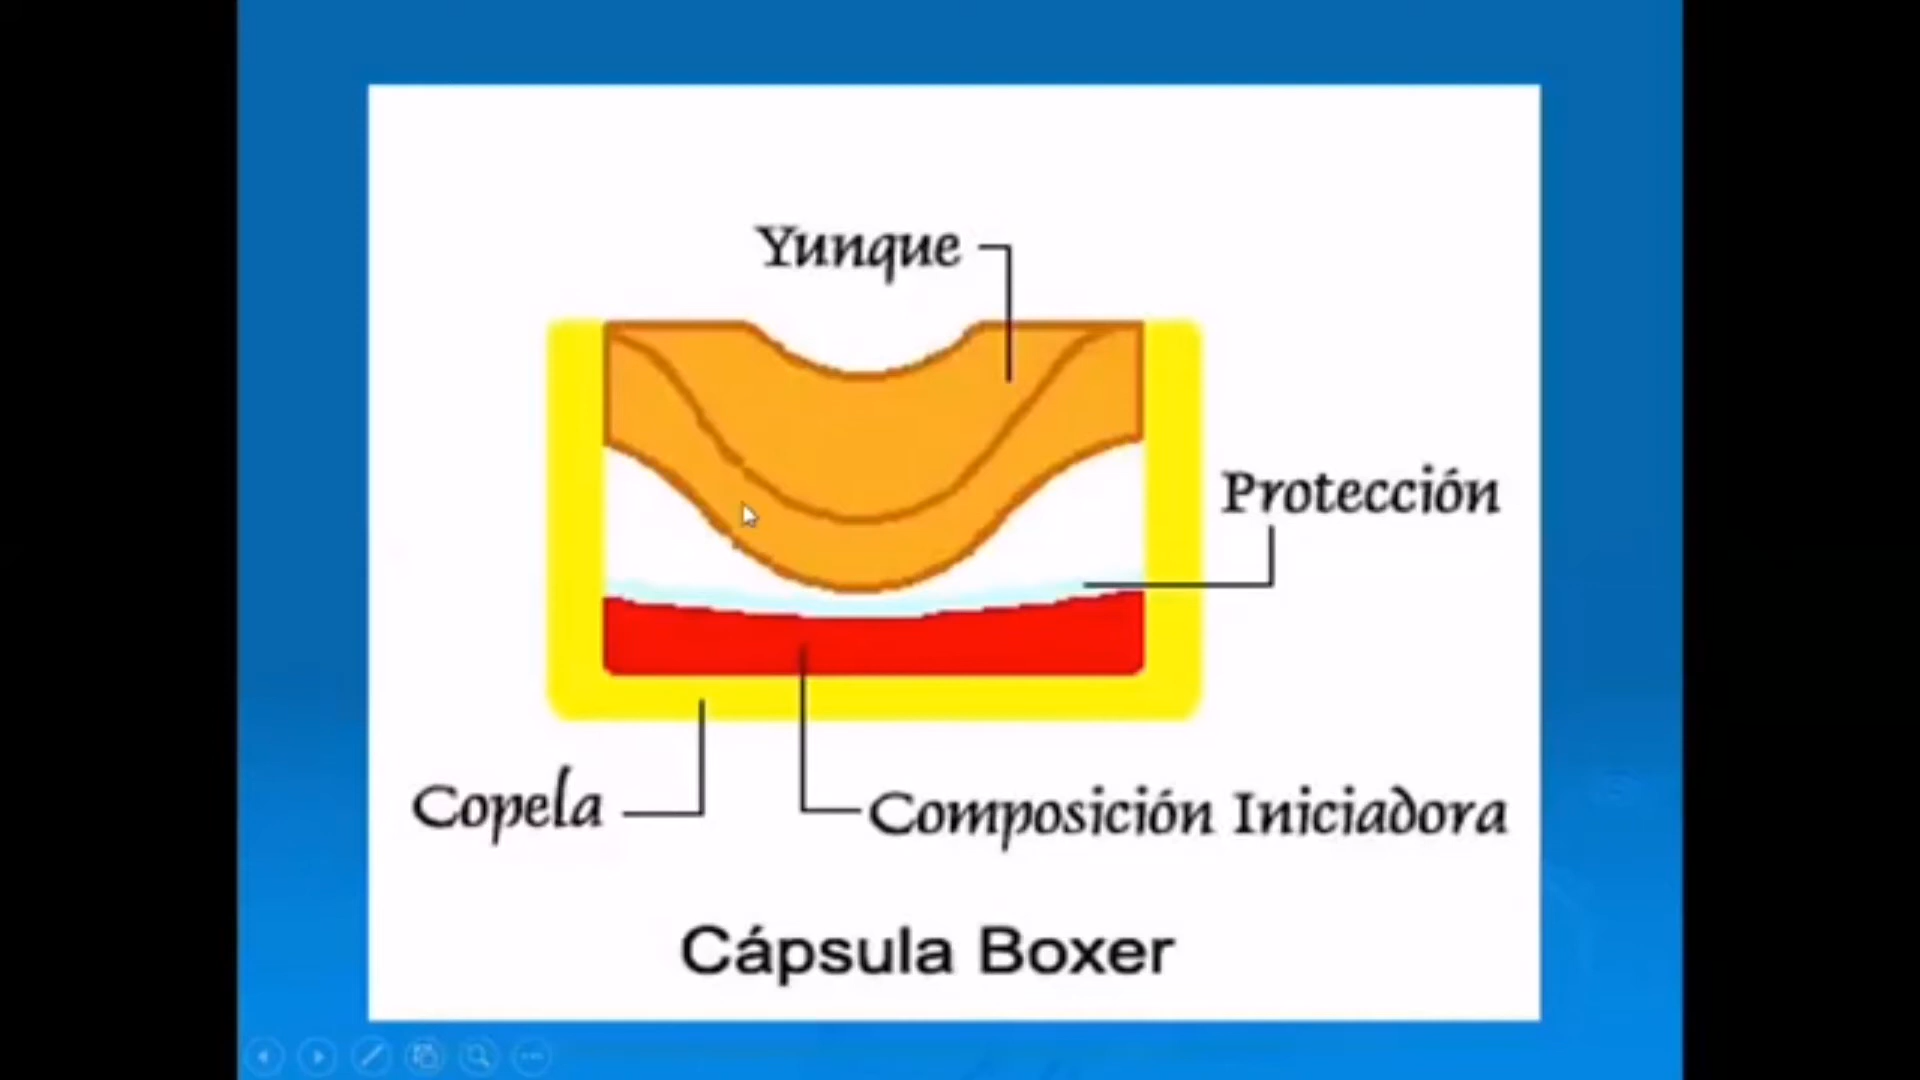 Yunque
Protección
Copela
Composición Iniciadora
Cápsula Boxer